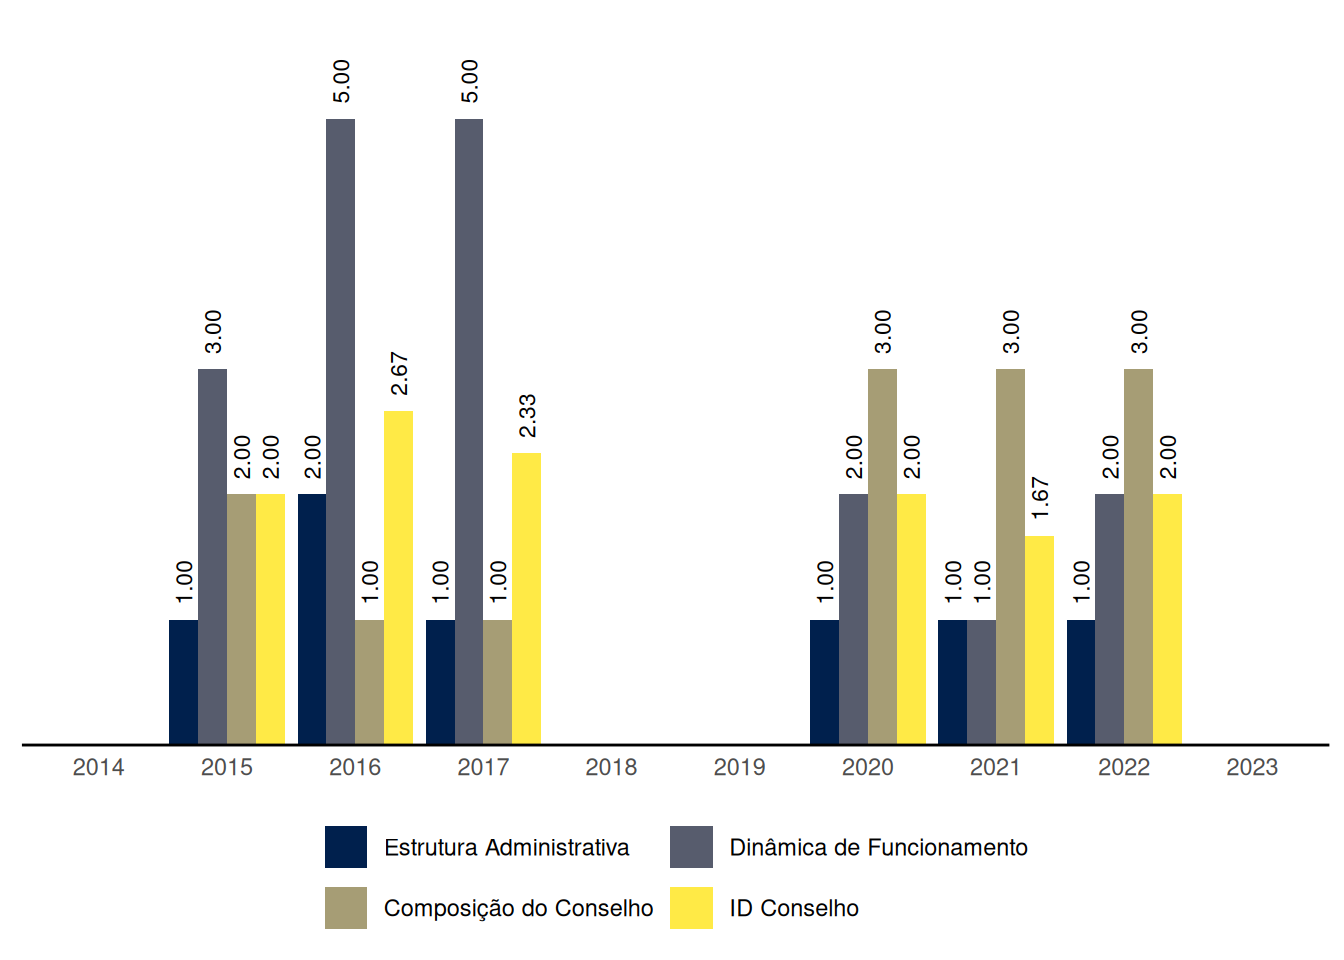 5.00 5.00
3.00 3.00 3.00 3.00
2.67
2.33
2.00 2.00 2.00 2.00 2.00 2.00 2.00
1.67
1.00 1.00 1.00 1.00 1.00 1.00 1.00 1.00
2014 2015 2016 2017 2018 2019 2020 2021 2022 2023
Estrutura Administrativa Dinâmica de Funcionamento
Composição do Conselho ID Conselho